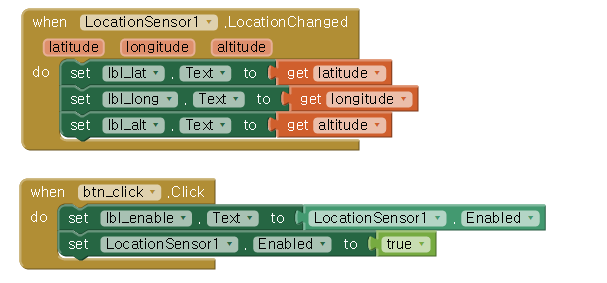 when LocationSensor1 .LocationChanged
latitude longitude altitude
do set lbl_lat . Text to get latitude
set lbl_long . Text to get longitude
set lbl_alt . Text to get altitude
when btn_click .Click
do set lbl_enable . Text to LocationSensor1 . Enabled
set LocationSensor1 . Enabled to true